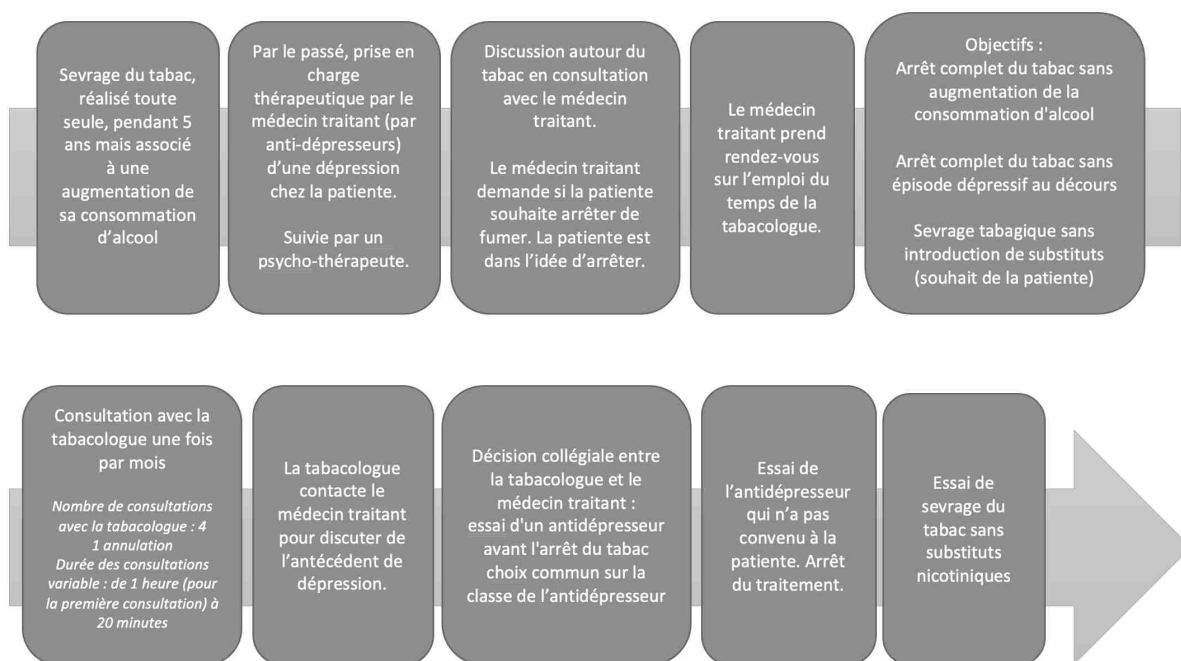 Sevrage du tabac,
réalisé toute
seule, pendant 5
ans mais associé
à une
augmentation de
sa consommation
d'alcool
Par le passé, prise en
charge
thérapeutique par le
médecin traitant (par
anti-dépresseurs)
d'une dépression
chez la patiente.
Suivie par un
psycho-thérapeute.
Discussion autour du
tabac en consultation
avec le médecin
traitant.
Le médecin traitant
demande si la patiente
souhaite arrêter de
fumer. La patiente est
dans l'idée d'arrêter.
Le médecin
traitant prend
rendez-vous
sur l'emploi du
temps de la
tabacologue.
Objectifs :
Arrêt complet du tabac sans
augmentation de la
consommation d'alcool
Arrêt complet du tabac sans
épisode dépressif au décours
Sevrage tabagique sans
introduction de substituts
(souhait de la patiente)
Consultation avec la
tabacologue une fois
par mois
Nombre de consultations
avec la tabacologue : 4
1 annulation
Durée des consultations
variable : de 1 heure (pour
la première consultation) à
20 minutes
La tabacologue
contacte le
médecin traitant
pour discuter de
l'antécédent de
dépression.
Décision collégiale entre
la tabacologue et le
médecin traitant :
essai d'un antidépresseur
avant l'arrêt du tabac
choix commun sur la
classe de l'antidépresseur
Essai de
l'antidépresseur
qui n'a pas
convenu à la
patiente. Arrêt
du traitement.
Essai de
sevrage du
tabac sans
substituts
nicotiniques